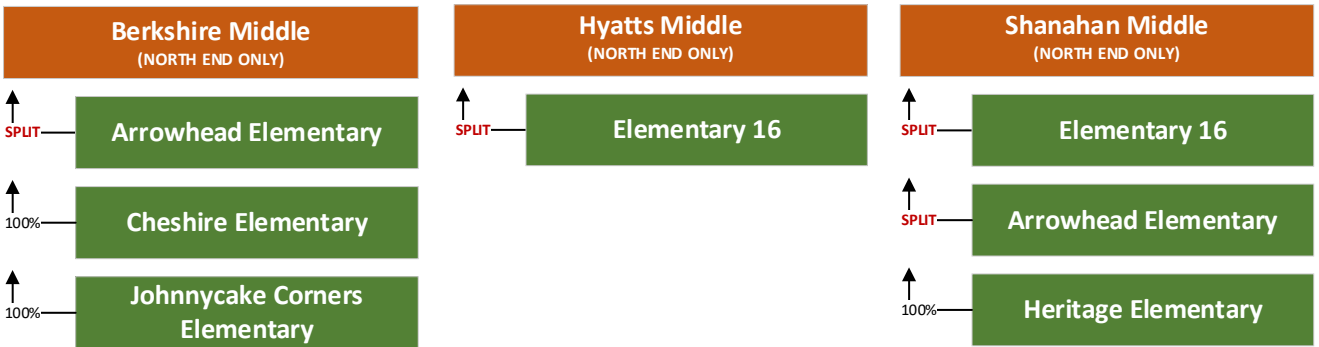 Berkshire Middle
(NORTH END ONLY)
SPLIT
Arrowhead Elementary
100%
Cheshire Elementary
100%
Johnnycake Corners
Elementary
Hyatts Middle
(NORTH END ONLY)
SPLIT
Elementary 16
Shanahan Middle
(NORTH END ONLY)
SPLIT
Elementary 16
SPLIT
Arrowhead Elementary
100%
Heritage Elementary